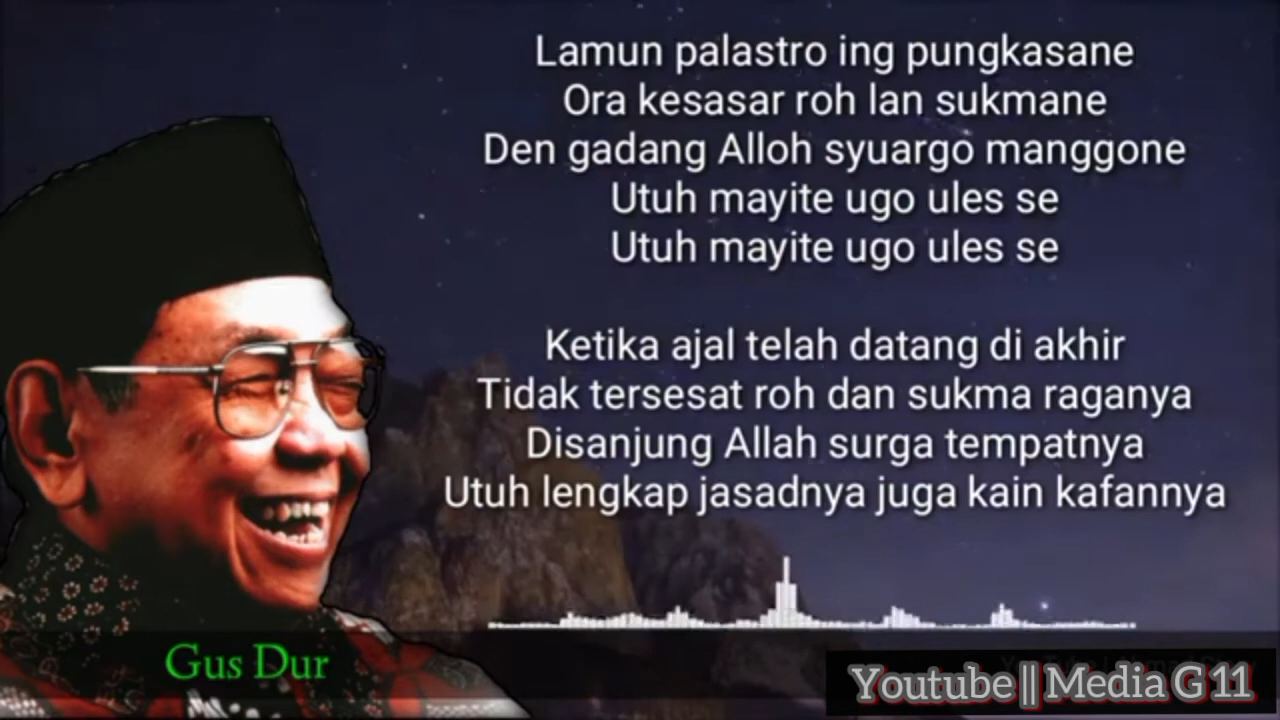 Lamun palastro ing pungkasane
Ora kesasar roh lan sukmane
Den gadang Alloh syuargo manggone
Utuh mayite ugo ules se
Utuh mayite ugo ules se
Ketika ajal telah datang di akhir
Tidak tersesat roh dan sukma raganya
Disanjung Allah surga tempatnya
Utuh lengkap jasadnya juga kain kafannya
Gus Dur
Youtube || Media G 11